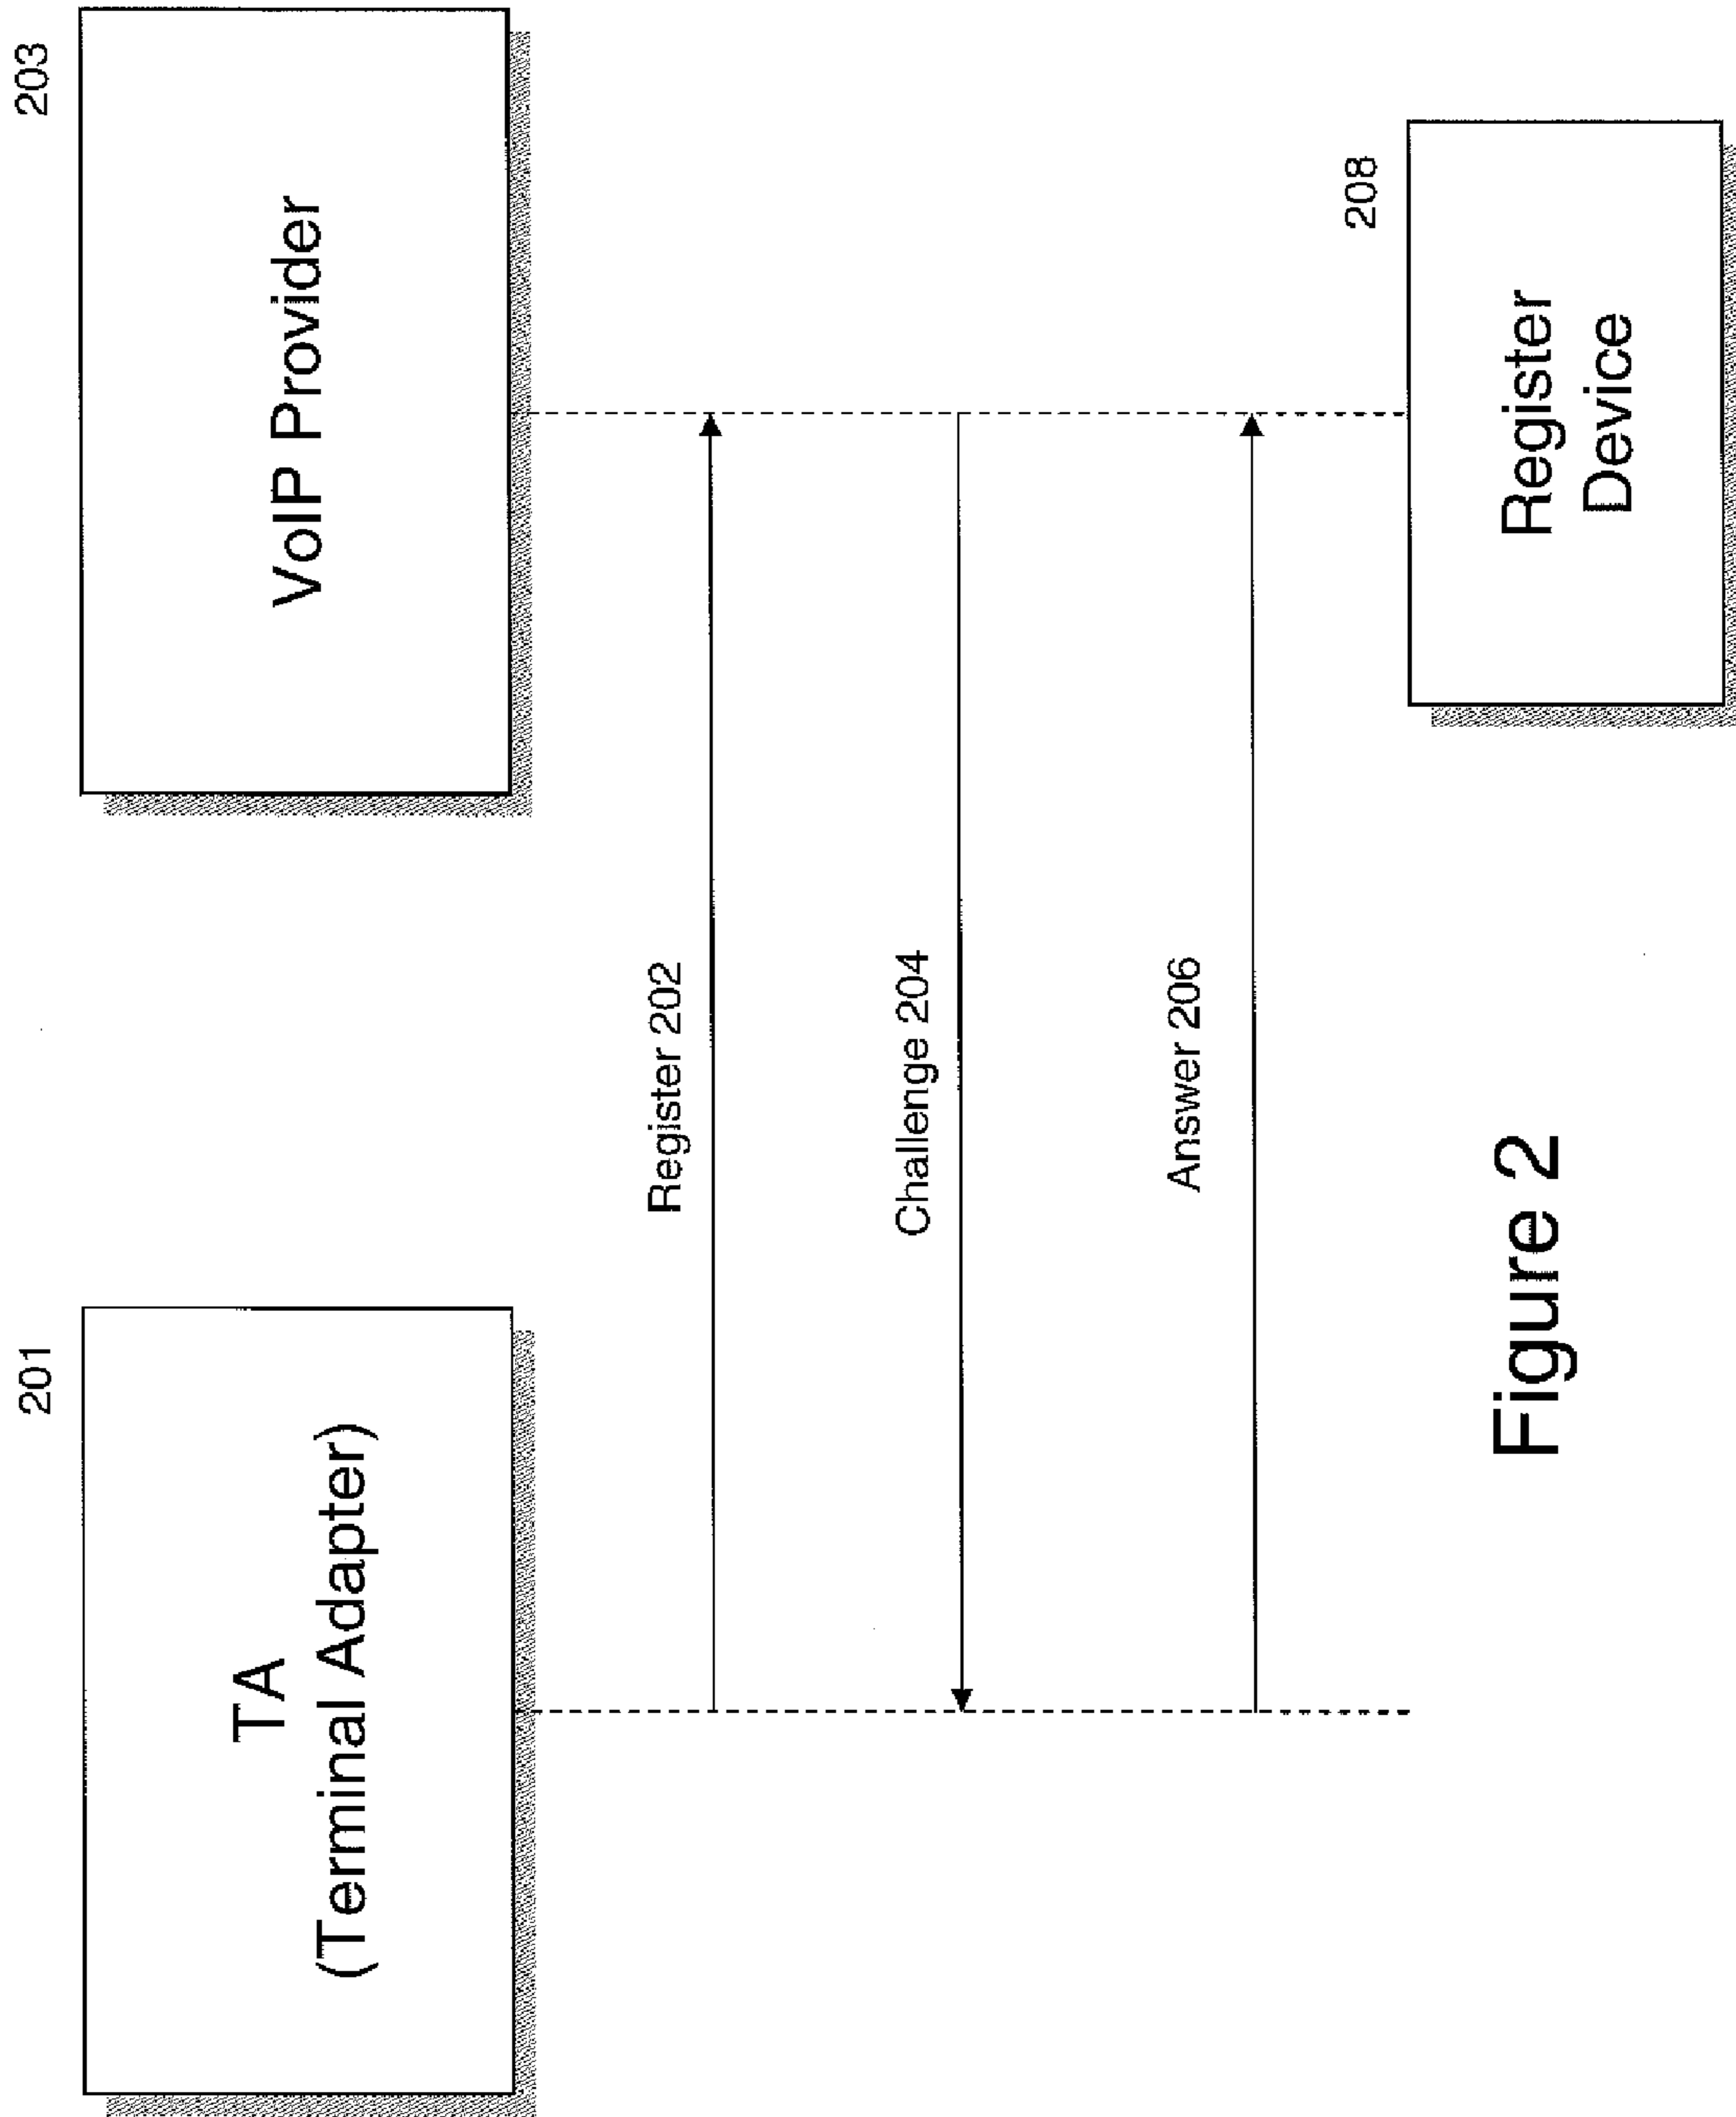 201
TA
(Terminal Adapter)
203
VoIP Provider
Register 202
Challenge 204
Answer 206
208
Register
Device
Figure 2